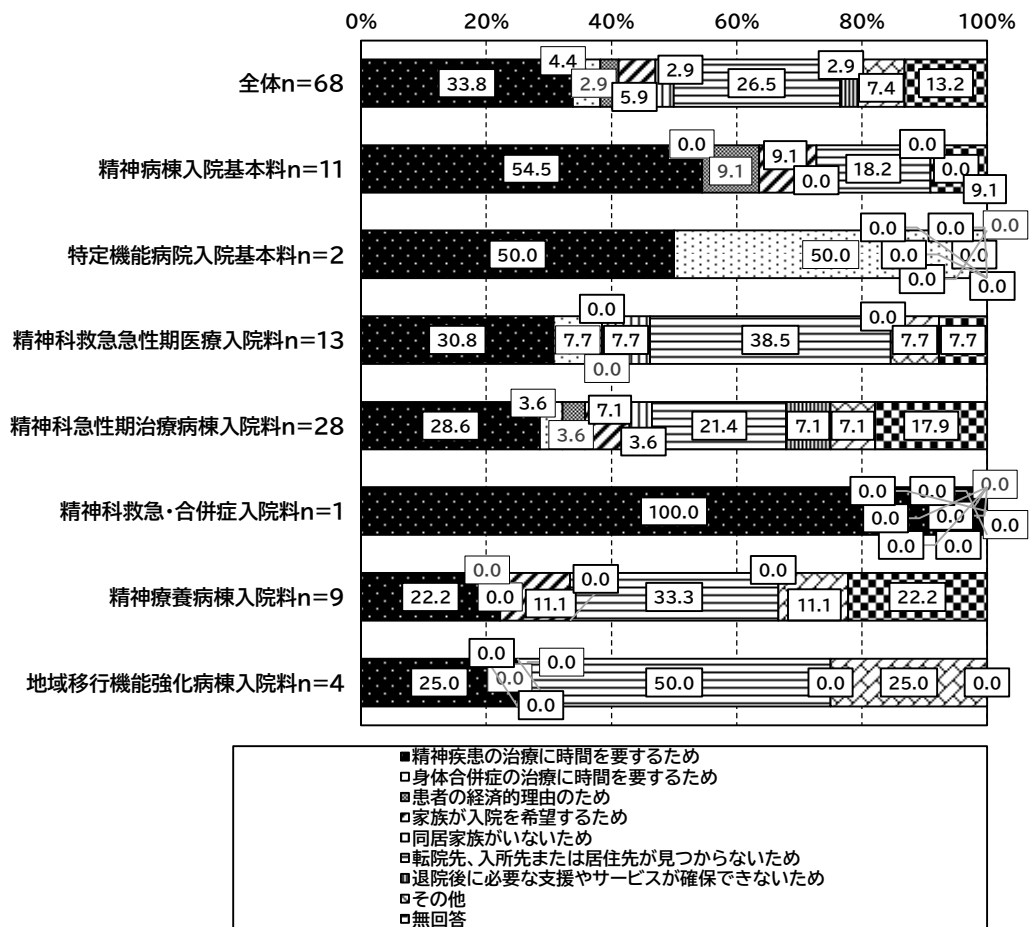 0% 20% 40% 60% 80% 100%
全体n=68
33.8 4.4 2.9 5.9 2.9 26.5 2.9 7.4 13.2
精神病棟入院基本料n=11
54.5 0.0 9.1 9.1 0.0 18.2 0.0 0.0 9.1
特定機能病院入院基本料n=2
50.0 50.0 0.0 0.0 0.0 0.0 0.0 0.0 0.0
精神科救急急性期医療入院料n=13
30.8 7.7 0.0 0.0 7.7 38.5 0.0 7.7 7.7
精神科急性期治療病棟入院料n=28
28.6 3.6 3.6 7.1 3.6 21.4 7.1 7.1 17.9
精神科救急・合併症入院料n=1
100.0 0.0 0.0 0.0 0.0 0.0 0.0 0.0 0.0
精神療養病棟入院料n=9
22.2 0.0 0.0 11.1 0.0 33.3 0.0 11.1 22.2
地域移行機能強化病棟入院料n=4
25.0 0.0 0.0 0.0 0.0 50.0 0.0 25.0 0.0
精神疾患の治療に時間を要するため
身体合併症の治療に時間を要するため
患者の経済的理由のため
家族が入院を希望するため
同居家族がいないため
転院先、入所先または居住先が見つからないため
退院後に必要な支援やサービスが確保できないため
その他
無回答